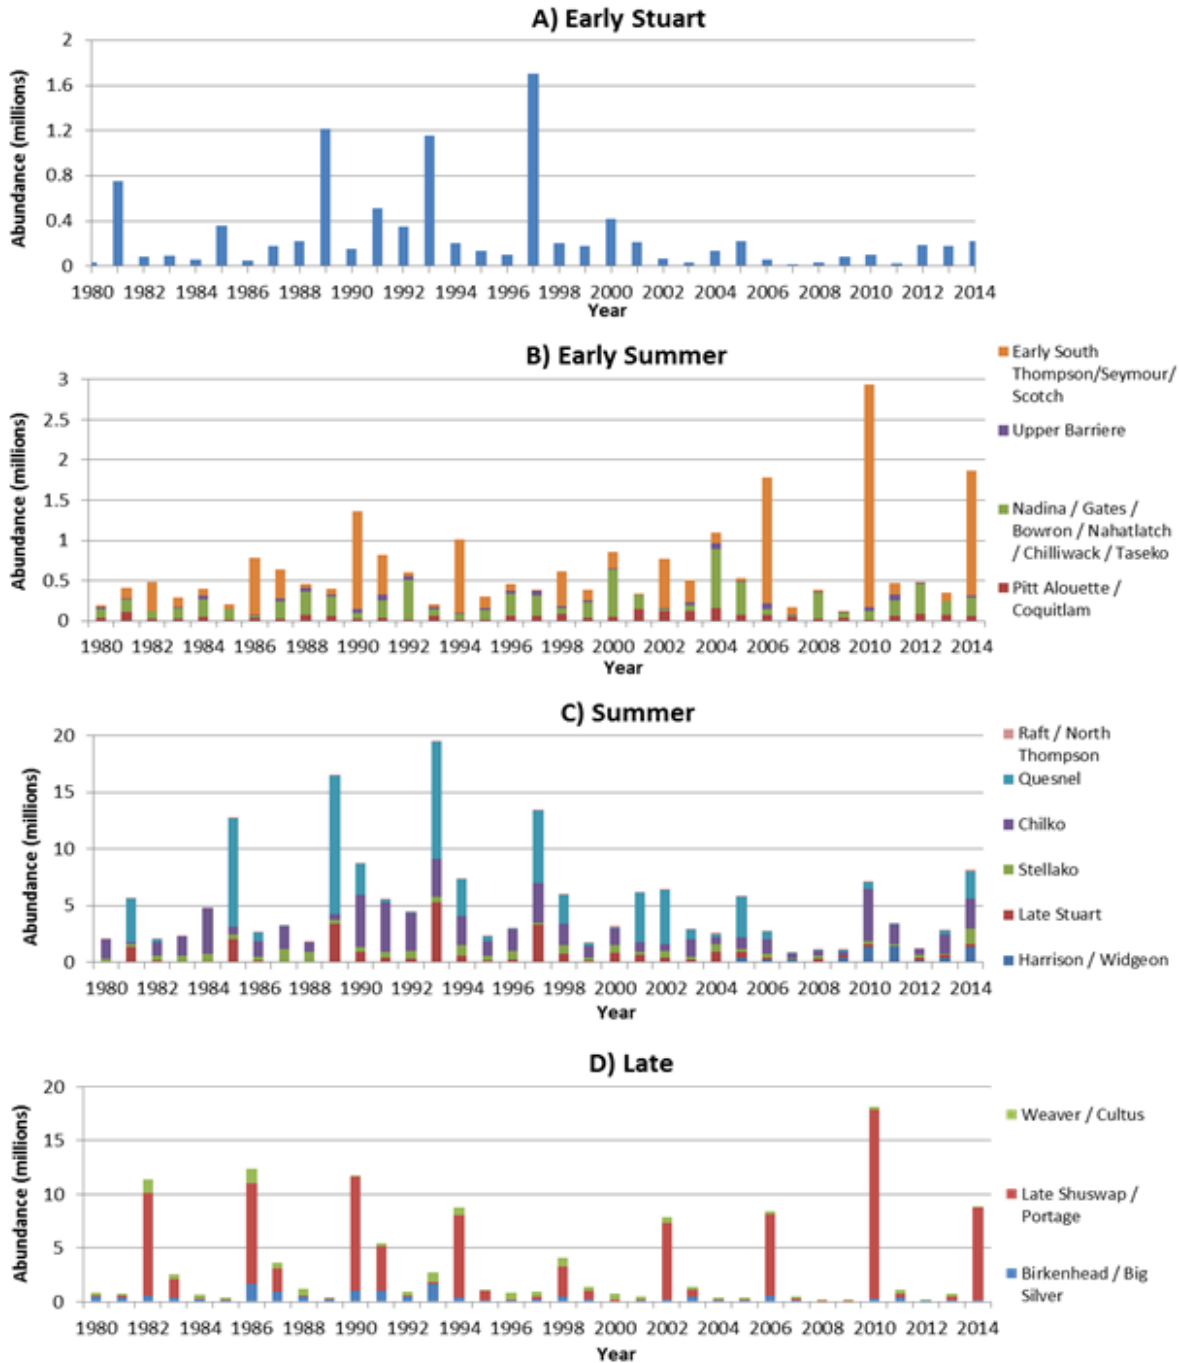 A) Early Stuart
Abundance (millions)
2
1.6
1.2
0.8
0.4
0
1980 1982 1984 1986 1988 1990 1992 1994 1996 1998 2000 2002 2004 2006 2008 2010 2012 2014
Year
B) Early Summer
Abundance (millions)
3
2.5
2
1.5
1
0.5
0
1980 1982 1984 1986 1988 1990 1992 1994 1996 1998 2000 2002 2004 2006 2008 2010 2012 2014
Year
Early South
Thompson/Seymour/
Scotch
Upper Barriere
Nadina / Gates /
Bowron / Nahatlatch
/ Chilliwack / Taseko
Pitt Alouette /
Coquitlam
C) Summer
Abundance (millions)
20
15
10
5
0
1980 1982 1984 1986 1988 1990 1992 1994 1996 1998 2000 2002 2004 2006 2008 2010 2012 2014
Year
Raft / North
Thompson
Quesnel
Chilko
Stellako
Late Stuart
Harrison / Widgeon
D) Late
Abundance (millions)
20
15
10
5
0
1980 1982 1984 1986 1988 1990 1992 1994 1996 1998 2000 2002 2004 2006 2008 2010 2012 2014
Year
Weaver / Cultus
Late Shuswap /
Portage
Birkenhead / Big
Silver